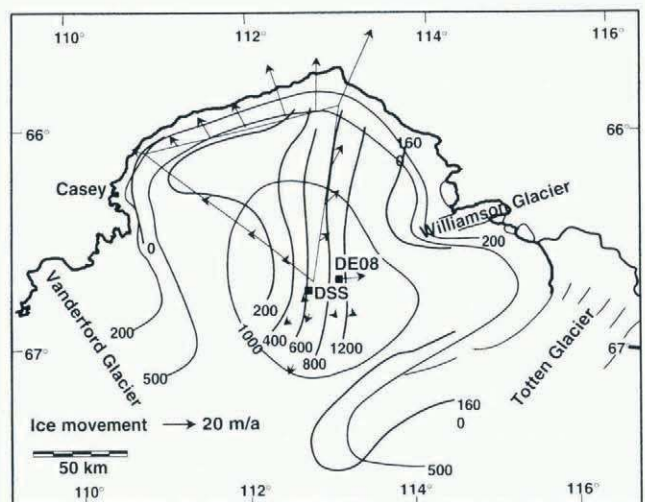 110° 112° 114° 116°
66° 66°
160
0
Casey
Williamson Glacier
0
200
DE08
DSS
Vanderford Glacier
200
200
1000
400
600
800
1200
67° 67
500
Totten Glacier
Ice movement → 20 m/a
160
0
50 km
500
110° 112° 114° 116°